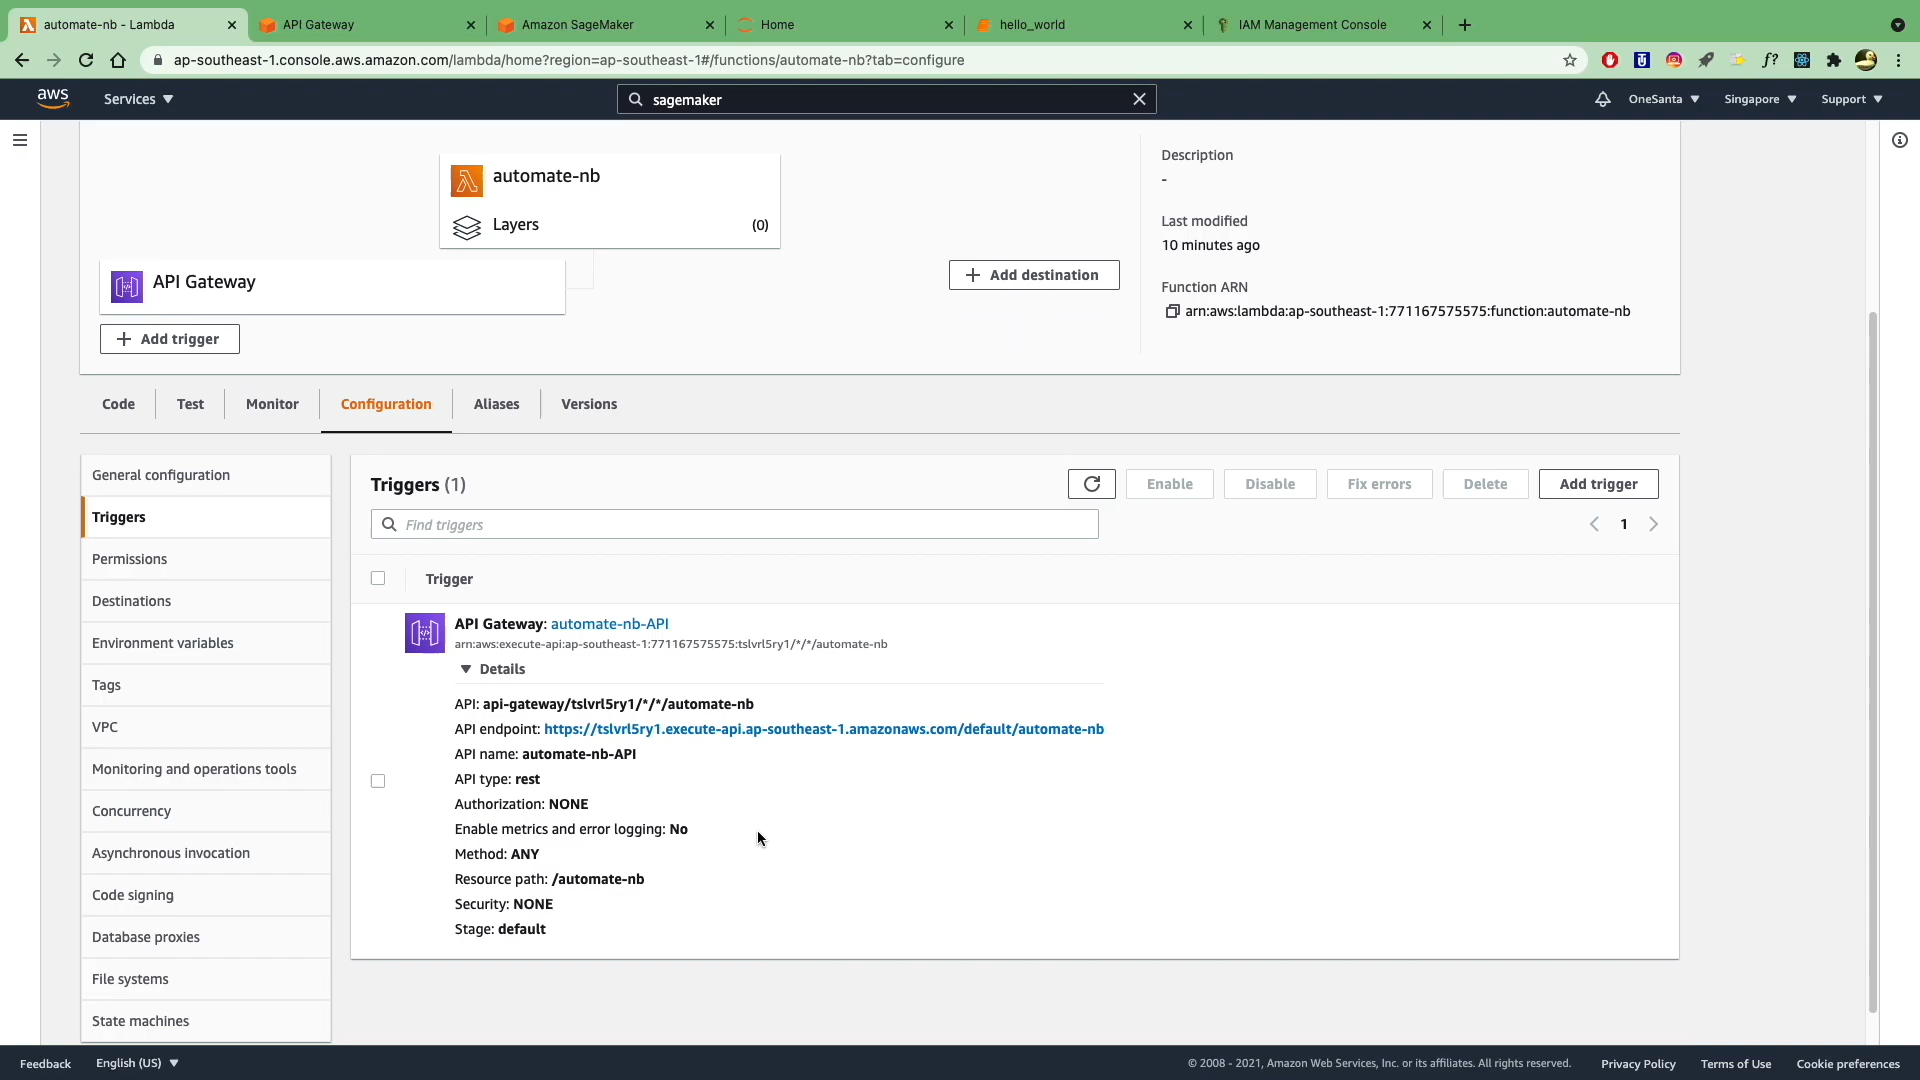 automate-nb - Lambda
API Gateway
Amazon SageMaker
Home
hello_world
IAM Management Console
ap-southeast-1.console.aws.amazon.com/lambda/home?region=ap-southeast-1#/functions/automate-nb?tab=configure
f?
aws
Services
sagemaker
OneSanta
Singapore
Support
automate-nb
Layers
(0)
API Gateway
Add trigger
Add destination
Description
-
Last modified
10 minutes ago
Function ARN
arn:aws:lambda:ap-southeast-1:771167575575:function:automate-nb
Code
Test
Monitor
Configuration
Aliases
Versions
General configuration
Triggers
Permissions
Destinations
Environment variables
Tags
VPC
Monitoring and operations tools
Concurrency
Asynchronous invocation
Code signing
Database proxies
File systems
State machines
Triggers (1)
Enable
Disable
Fix errors
Delete
Add trigger
Find triggers
1
Trigger
API Gateway: automate-nb-API
arn:aws:execute-api:ap-southeast-1:771167575575:tslvrl5ry1/*/*/automate-nb
Details
API: api-gateway/tslvrl5ry1/*/*/automate-nb
API endpoint: https://tslvrl5ry1.execute-api.ap-southeast-1.amazonaws.com/default/automate-nb
API name: automate-nb-API
API type: rest
Authorization: NONE
Enable metrics and error logging: No
Method: ANY
Resource path: /automate-nb
Security: NONE
Stage: default
Feedback
English (US)
© 2008 - 2021, Amazon Web Services, Inc. or its affiliates. All rights reserved.
Privacy Policy
Terms of Use
Cookie preferences